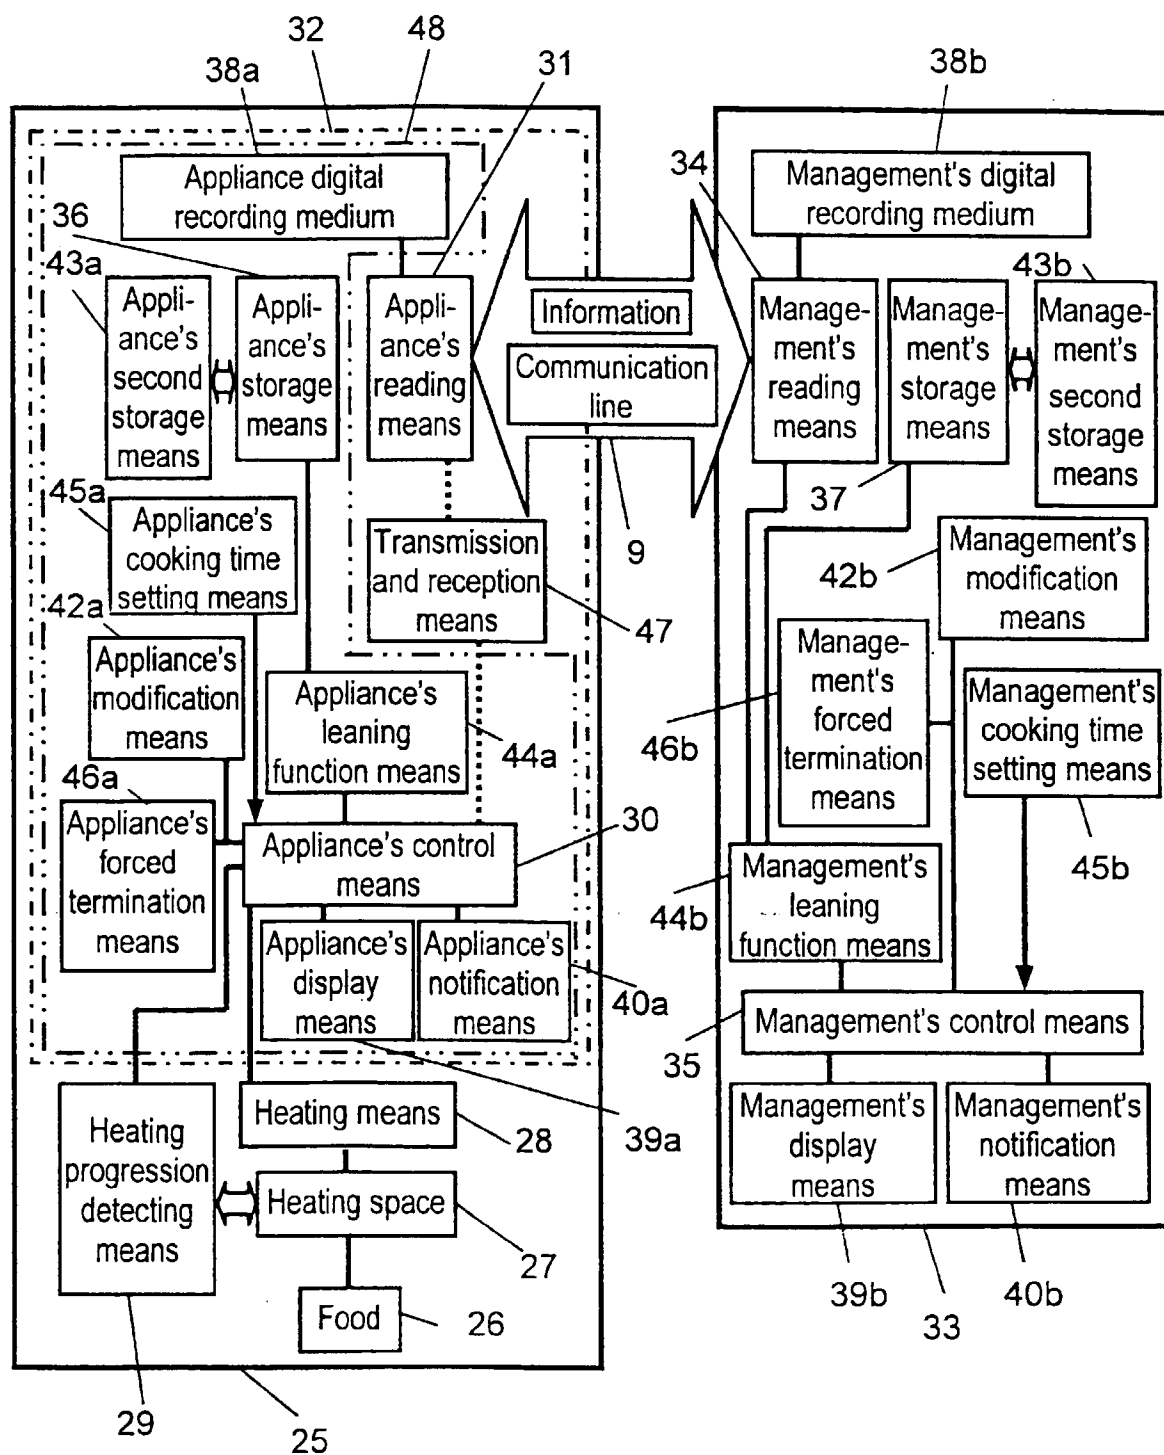 32
48
38a
31
38b
Appliance digital
recording medium
34
Management's digital
recording medium
36
43a
Appli-
ance's
second
storage
means
Appli-
ance's
storage
means
Appli-
ance's
reading
means
Information
Communication
line
Manage-
ment's
reading
means
Manage-
ment's
storage
means
43b
Manage-
ment's
second
storage
means
37
45a
Appliance's
cooking time
setting means
Transmission
and reception
means
9
47
42b
Management's
modification
means
42a
Appliance's
modification
means
Appliance's
leaning
function means
44a
Manage-
ment's
forced
termination
means
46b
Management's
cooking time
setting means
45b
46a
Appliance's
forced
termination
means
Appliance's control
means
30
Management's
leaning
function means
44b
Appliance's
display
means
Appliance's
notification
means
40a
Management's control means
35
Heating
progression
detecting
means
Heating means
28
39a
Management's
display
means
Management's
notification
means
Heating space
27
39b
40b
33
Food
26
29
25